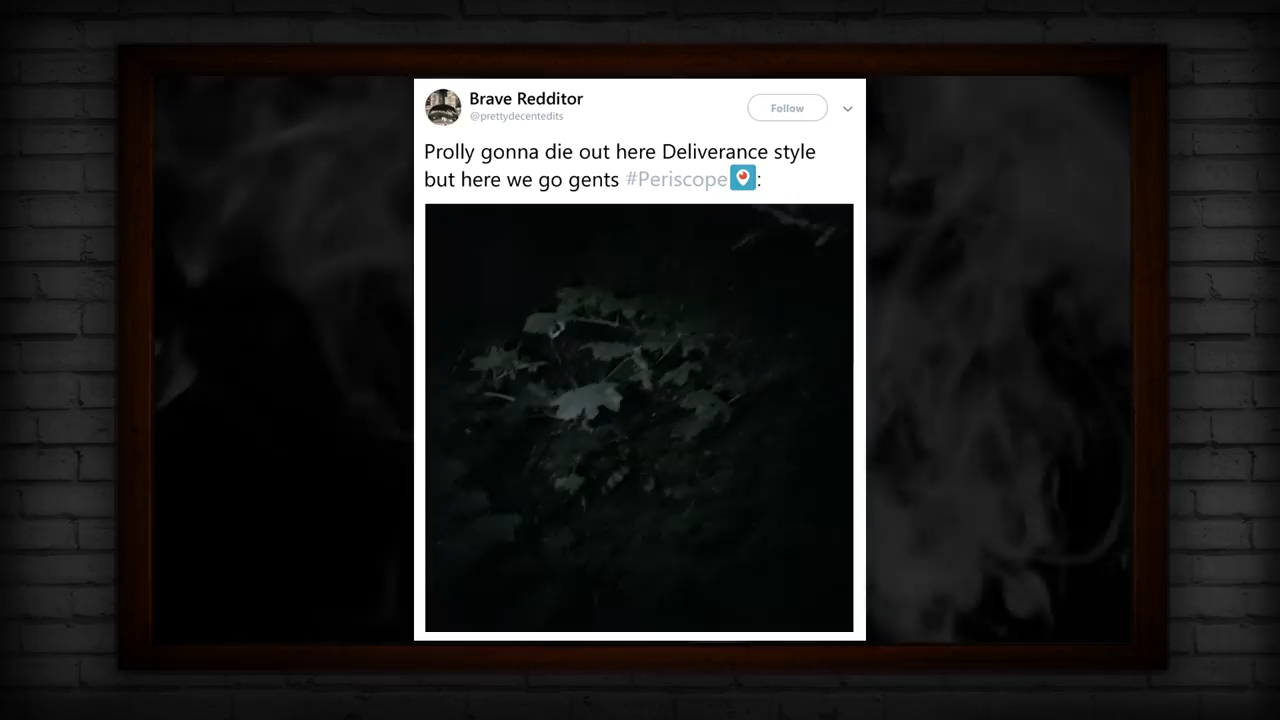 Brave Redditor
@prettydecentedits
Follow
Prolly gonna die out here Deliverance style
but here we go gents #Periscope: